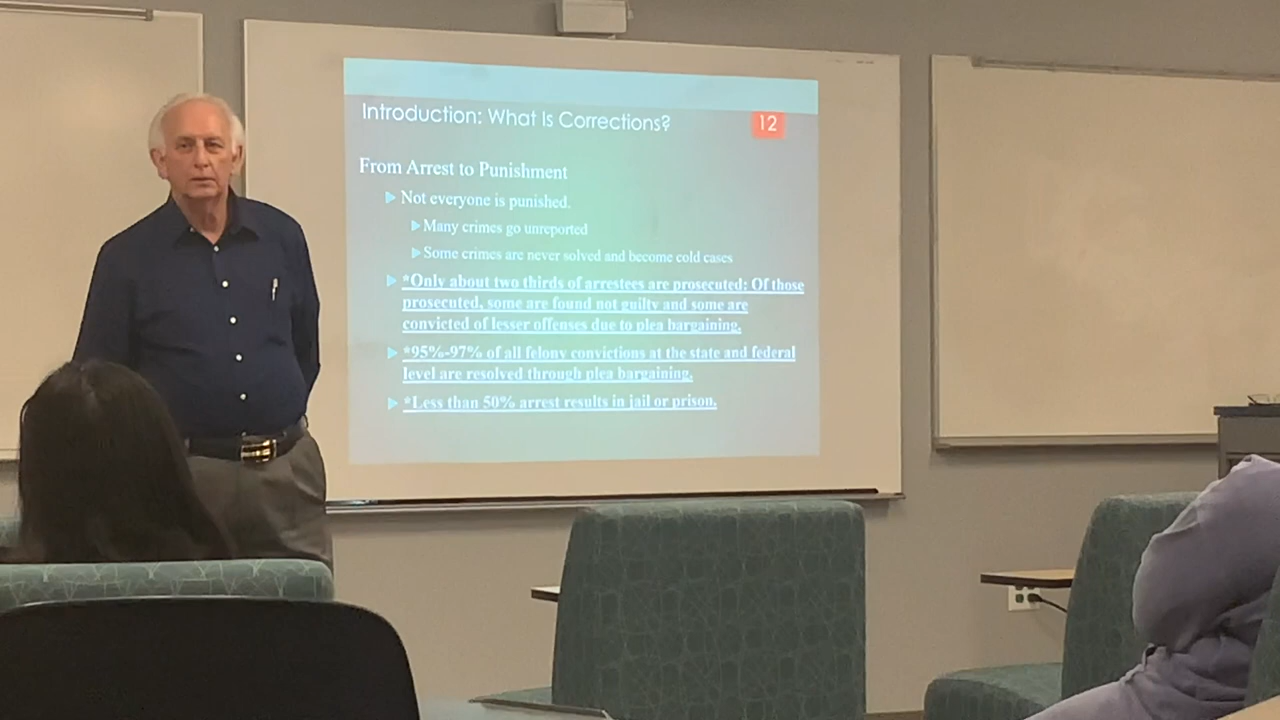 Introduction: What Is Corrections?
12
From Arrest to Punishment
Not everyone is punished.
Many crimes go unreported
Some crimes are never solved and become cold cases
*Only about two thirds of arrestees are prosecuted; Of those
prosecuted, some are found not guilty and some are
convicted of lesser offenses due to plea bargaining.
*95%-97% of all felony convictions at the state and federal
level are resolved through plea bargaining.
*Less than 50% arrest results in jail or prison.